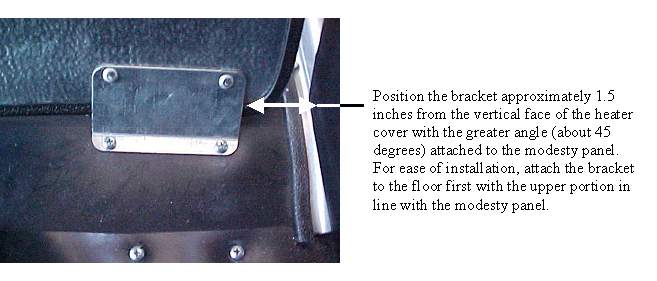 Position the bracket approximately 1.5
inches from the vertical face of the heater
cover with the greater angle (about 45
degrees) attached to the modesty panel.
For ease of installation, attach the bracket
to the floor first with the upper portion in
line with the modesty panel.